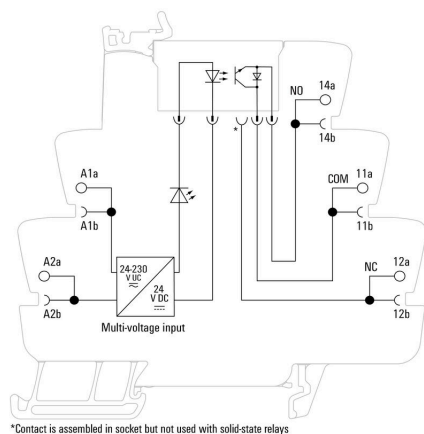 NO
14a
*
14b
A1a
COM
11a
A1b
11b
A2a
24-230
V UC
24
V DC
NC
12a
A2b
12b
Multi-voltage input
*Contact is assembled in socket but not used with solid-state relays